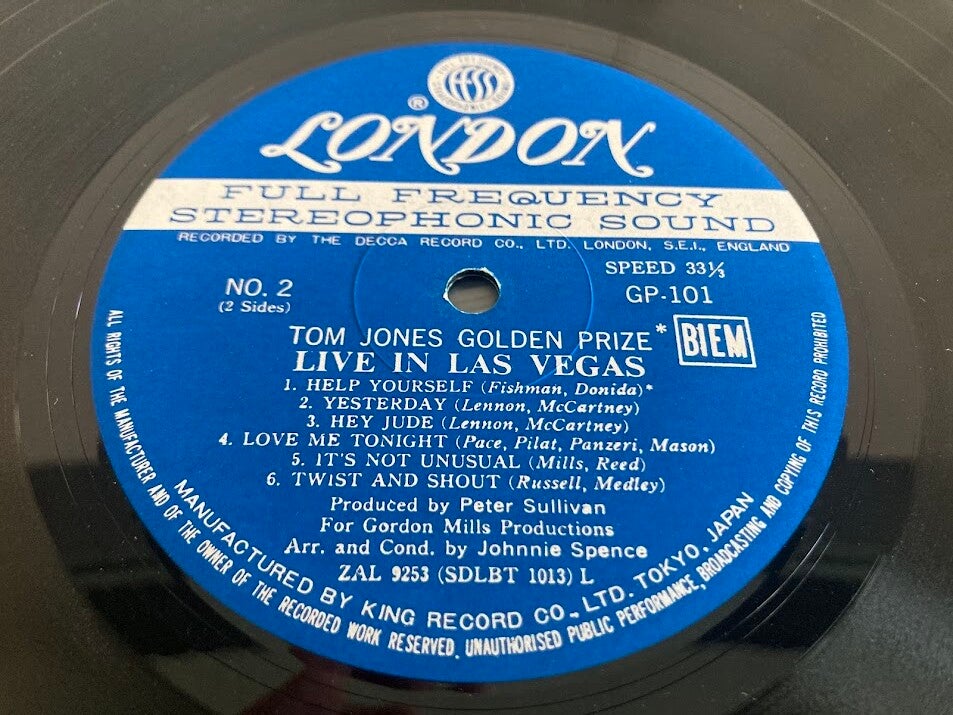 FFSS
® LONDON
FULL FREQUENCY
STEREOPHONIC SOUND
RECORDED BY THE DECCA RECORD CO., LTD. LONDON, S.E.I., ENGLAND
NO. 2
(2 Sides)
SPEED 33⅓
GP-101
TOM JONES GOLDEN PRIZE*
LIVE IN LAS VEGAS
BIEM
1. HELP YOURSELF (Fishman, Donida)*
2. YESTERDAY (Lennon, McCartney)
3. HEY JUDE (Lennon, McCartney)
4. LOVE ME TONIGHT (Pace, Pilat, Panzeri, Mason)
5. IT'S NOT UNUSUAL (Mills, Reed)
6. TWIST AND SHOUT (Russell, Medley)
Produced by Peter Sullivan
For Gordon Mills Productions
Arr. and Cond. by Johnnie Spence
ZAL 9253 (SDLBT 1013) L
MANUFACTURED BY KING RECORD CO., LTD. TOKYO, JAPAN
ALL RIGHTS OF THE MANUFACTURER AND OF THE OWNER OF THE RECORDED WORK RESERVED. UNAUTHORISED PUBLIC PERFORMANCE, BROADCASTING AND COPYING OF THIS RECORD PROHIBITED